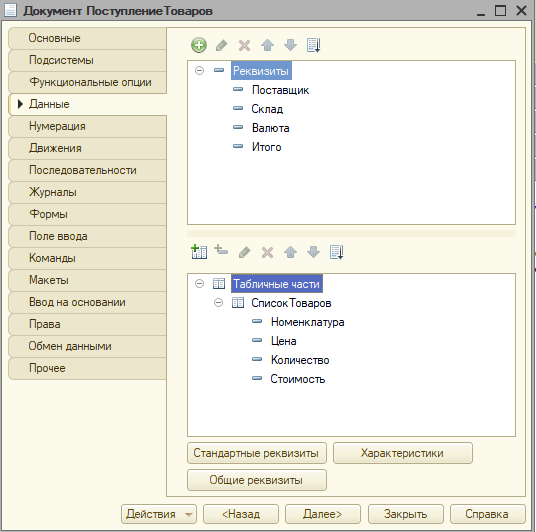 Документ ПоступлениеТоваров
Основные
Подсистемы
Функциональные опции
Данные
Нумерация
Движения
Последовательности
Журналы
Формы
Поле ввода
Команды
Макеты
Ввод на основании
Права
Обмен данными
Прочее
Реквизиты
Поставщик
Склад
Валюта
Итого
Табличные части
СписокТоваров
Номенклатура
Цена
Количество
Стоимость
Стандартные реквизиты
Характеристики
Общие реквизиты
Действия
<Назад
Далее>
Закрыть
Справка